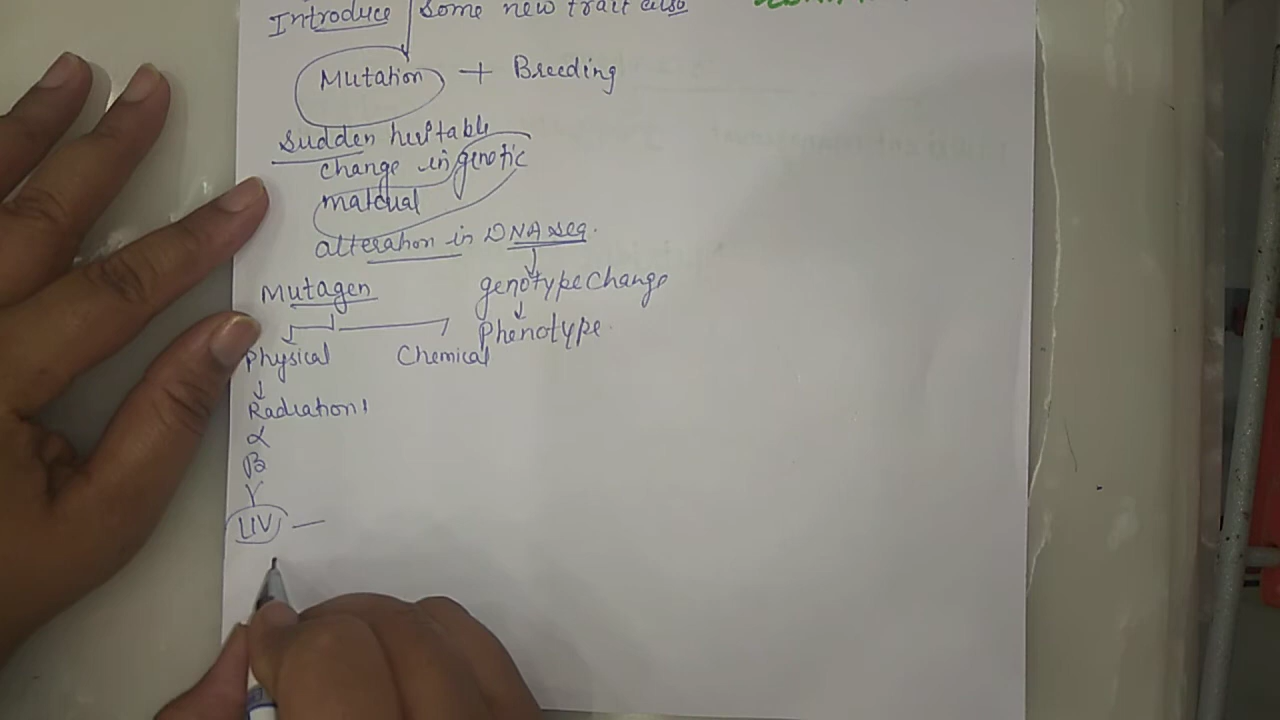 Introduce some new trait also
Mutation + Breeding
Sudden heritable
change in genetic
material
alteration in DNA seq.
Mutagen
genotype change
Phenotype.
Physical
Chemical
Radiation
α
β
γ
UV —